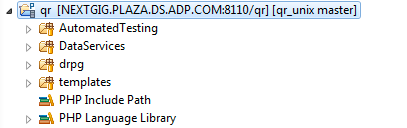 qr [NEXTGIG.PLAZA.DS.ADP.COM:8110/qr] [qr_unix master]
AutomatedTesting
DataServices
drpg
templates
PHP Include Path
PHP Language Library